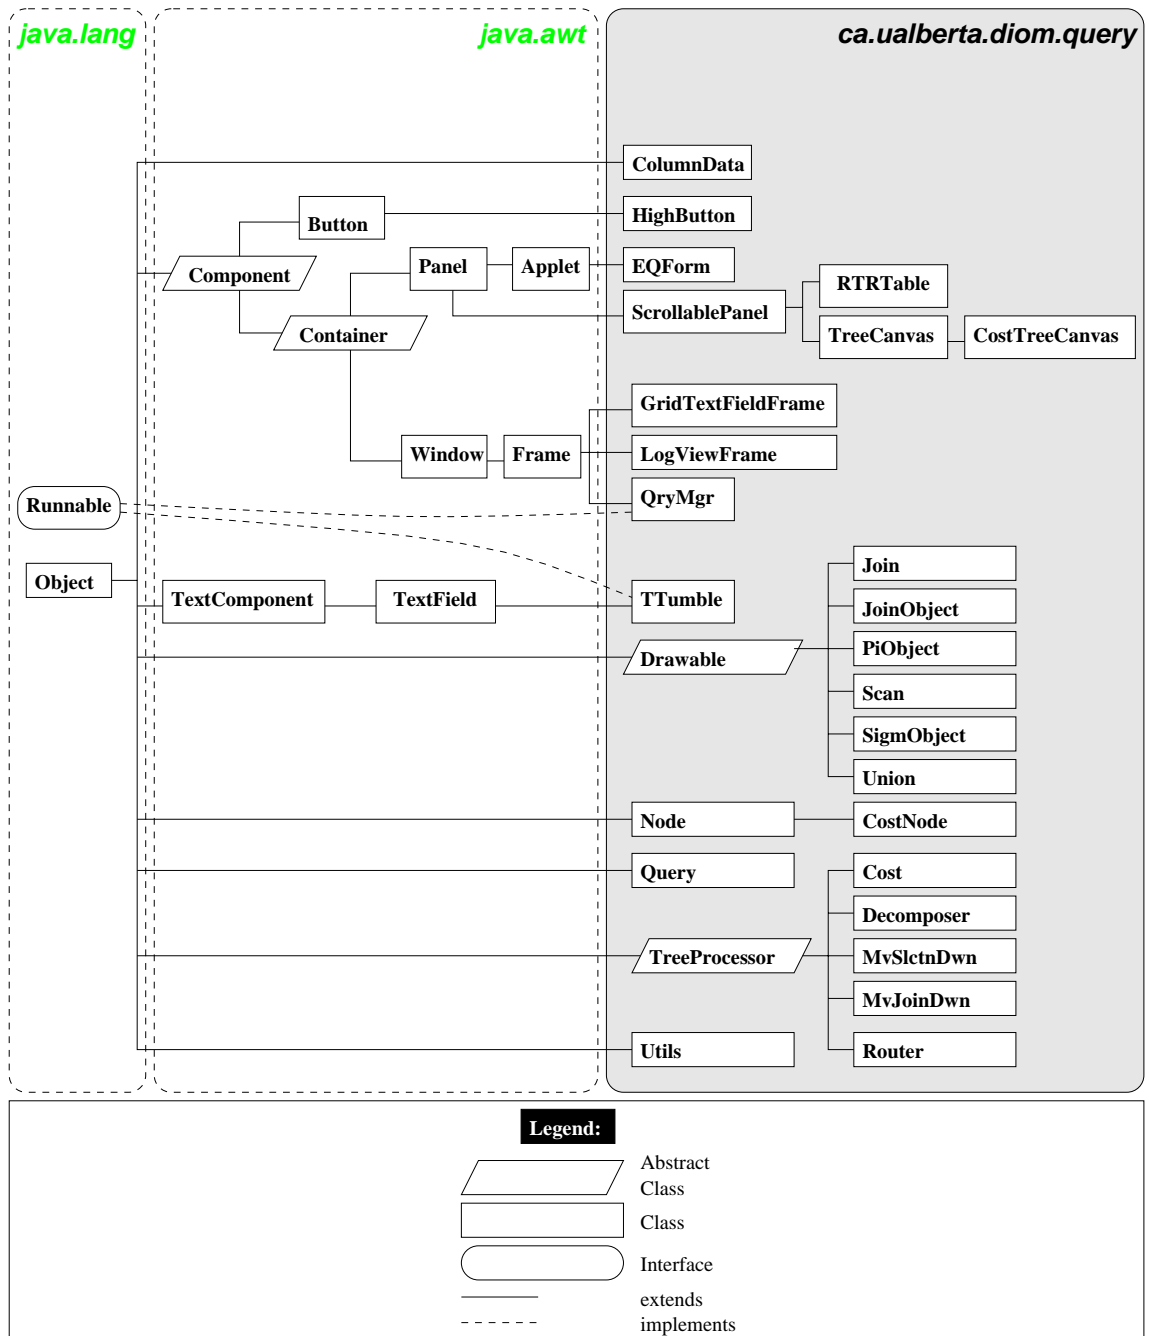 java.lang
java.awt
ca.ualberta.diom.query
ColumnData
Button
HighButton
Component
Panel
Applet
EQForm
RTRTable
ScrollablePanel
Container
TreeCanvas
CostTreeCanvas
GridTextFieldFrame
Window
Frame
LogViewFrame
Runnable
QryMgr
Object
Join
TextComponent
TextField
TTumble
JoinObject
Drawable
PiObject
Scan
SigmObject
Union
Node
CostNode
Query
Cost
Decomposer
TreeProcessor
MvSlctnDwn
MvJoinDwn
Utils
Router
Legend:
Abstract
Class
Class
Interface
extends
implements